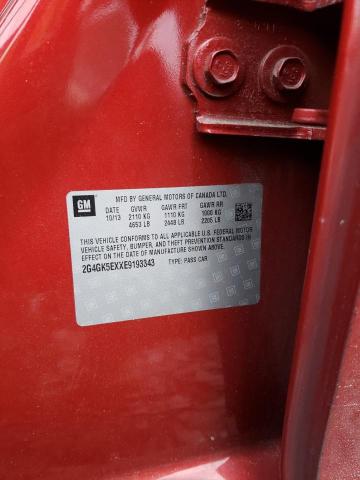 GM
MFD BY GENERAL MOTORS OF CANADA LTD.
DATE GVWR GAWR FRT GAWR RR
10/13 2110 KG 1110 KG 1000 KG
4653 LB 2448 LB 2205 LB
THIS VEHICLE CONFORMS TO ALL APPLICABLE U.S. FEDERAL MOTOR
VEHICLE SAFETY, BUMPER, AND THEFT PREVENTION STANDARDS IN
EFFECT ON THE DATE OF MANUFACTURE SHOWN ABOVE.
2G4GK5EXXE9193343 TYPE: PASS CAR